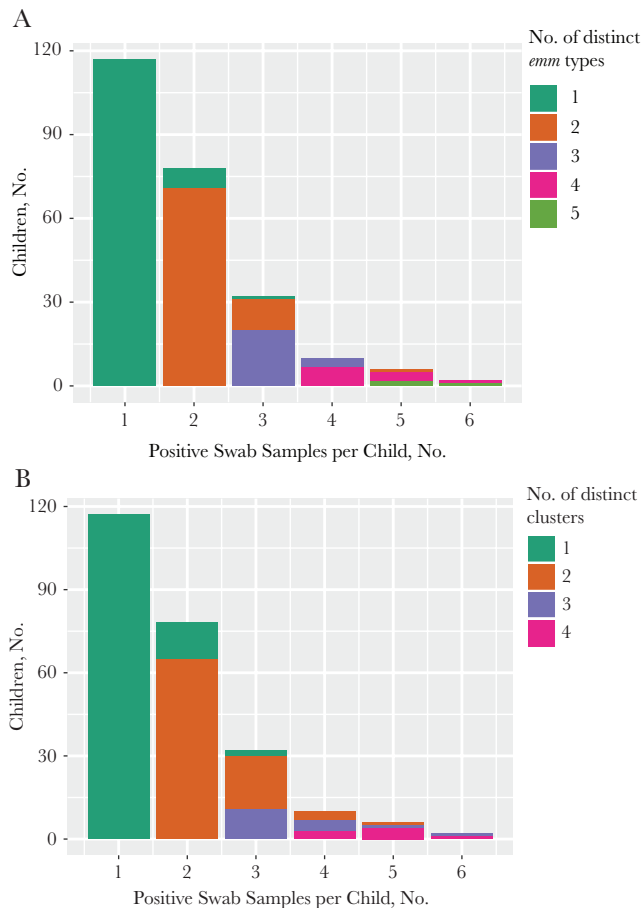 A
No. of distinct
emm types
1
2
3
4
5
120
90
60
30
0
Children, No.
1 2 3 4 5 6
Positive Swab Samples per Child, No.
B
No. of distinct
clusters
1
2
3
4
120
90
60
30
0
Children, No.
1 2 3 4 5 6
Positive Swab Samples per Child, No.